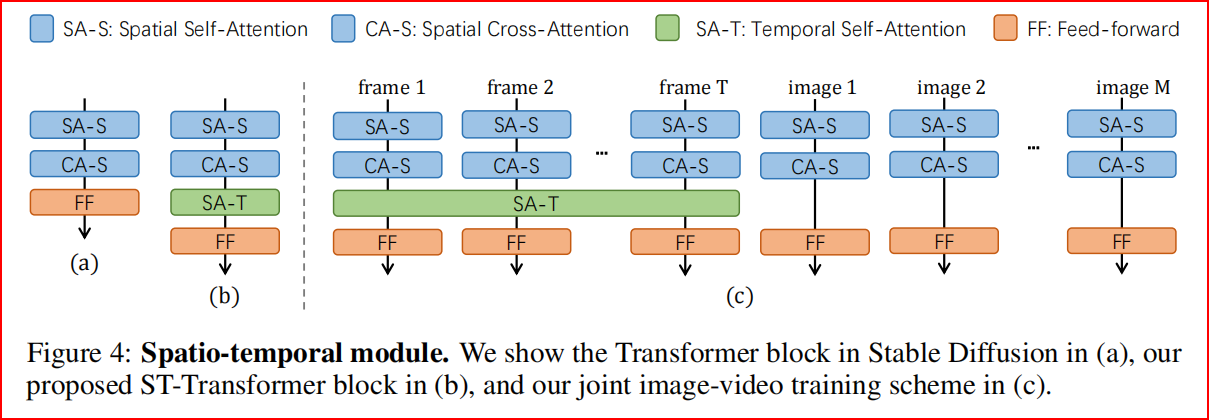 SA-S: Spatial Self-Attention CA-S: Spatial Cross-Attention SA-T: Temporal Self-Attention FF: Feed-forward
frame 1 frame 2 frame T image 1 image 2 image M
SA-S SA-S SA-S SA-S SA-S SA-S SA-S SA-S
... ...
CA-S CA-S CA-S CA-S CA-S CA-S CA-S CA-S
FF SA-T SA-T
FF FF FF FF FF FF FF
(a) (b) (c)
Figure 4: Spatio-temporal module. We show the Transformer block in Stable Diffusion in (a), our
proposed ST-Transformer block in (b), and our joint image-video training scheme in (c).